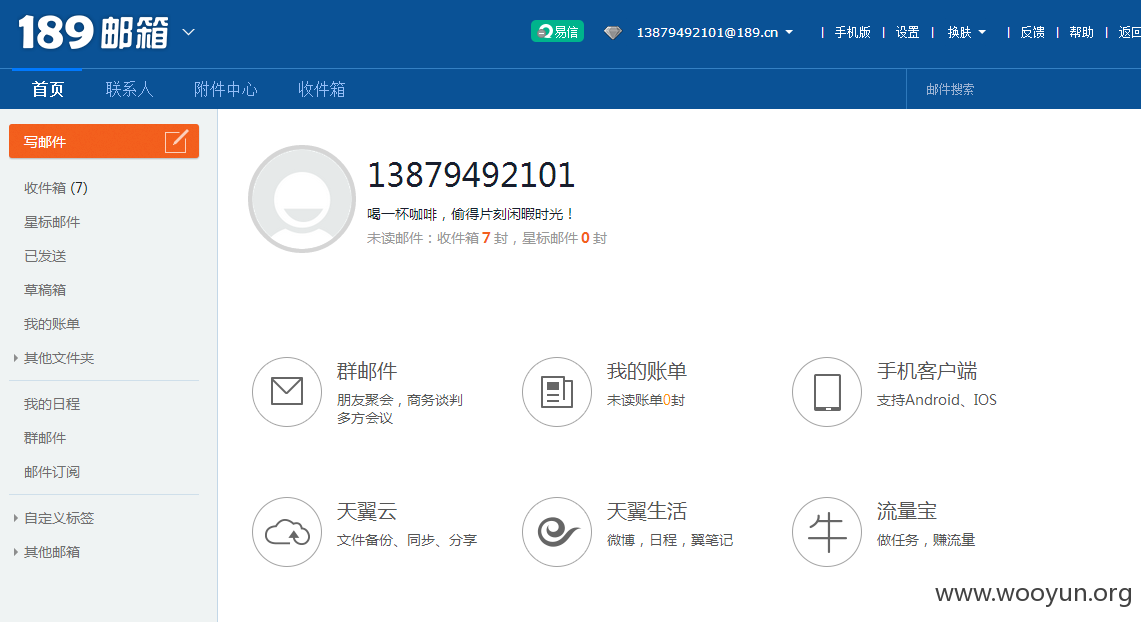 189邮箱
易信 13879492101@189.cn | 手机版 | 设置 | 换肤 | 反馈 | 帮助 | 返回
首页 联系人 附件中心 收件箱 邮件搜索
写邮件
收件箱 (7)
星标邮件
已发送
草稿箱
我的账单
其他文件夹
我的日程
群邮件
邮件订阅
自定义标签
其他邮箱
13879492101
喝一杯咖啡，偷得片刻闲暇时光！
未读邮件：收件箱 7 封，星标邮件 0 封
群邮件
朋友聚会，商务谈判
多方会议
我的账单
未读账单0封
手机客户端
支持Android、IOS
天翼云
文件备份、同步、分享
天翼生活
微博，日程，翼笔记
牛
流量宝
做任务，赚流量
www.wooyun.org